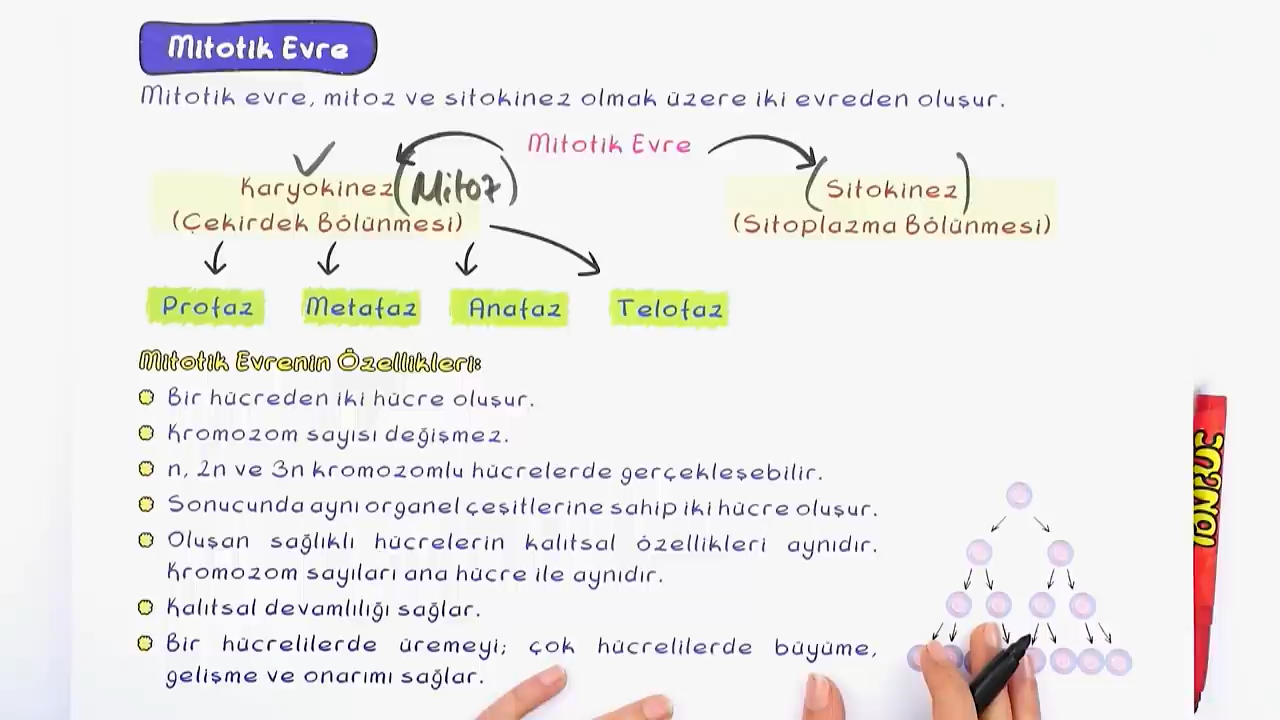 Mitotik Evre
Mitotik evre, mitoz ve sitokinez olmak üzere iki evreden oluşur.
Mitotik Evre
Karyokinez (Mitoz)
(Çekirdek Bölünmesi)
(Sitokinez)
(Sitoplazma Bölünmesi)
Profaz Metafaz Anafaz Telofaz
Mitotik Evrenin Özellikleri:
Bir hücreden iki hücre oluşur.
Kromozom sayısı değişmez.
n, 2n ve 3n kromozomlu hücrelerde gerçekleşebilir.
Sonucunda aynı organel çeşitlerine sahip iki hücre oluşur.
Oluşan sağlıklı hücrelerin kalıtsal özellikleri aynıdır.
Kromozom sayıları ana hücre ile aynıdır.
Kalıtsal devamlılığı sağlar.
Bir hücrelilerde üremeyi; çok hücrelilerde büyüme,
gelişme ve onarımı sağlar.